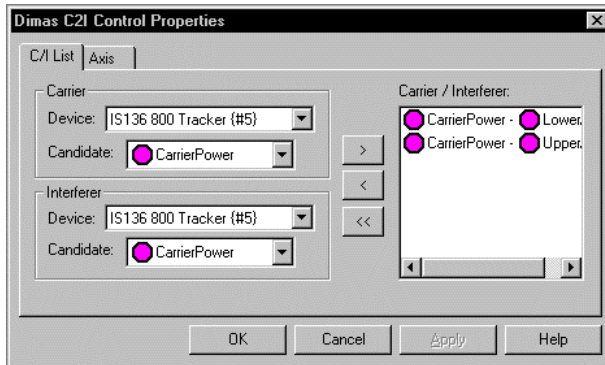 Dimas C2I Control Properties
C/I List
Axis
Carrier
Device: IS136 800 Tracker {#5}
Candidate: CarrierPower
Interferer
Device: IS136 800 Tracker {#5}
Candidate: CarrierPower
>
<
<<
Carrier / Interferer:
CarrierPower - Lower.
CarrierPower - Upper.
OK
Cancel
Apply
Help